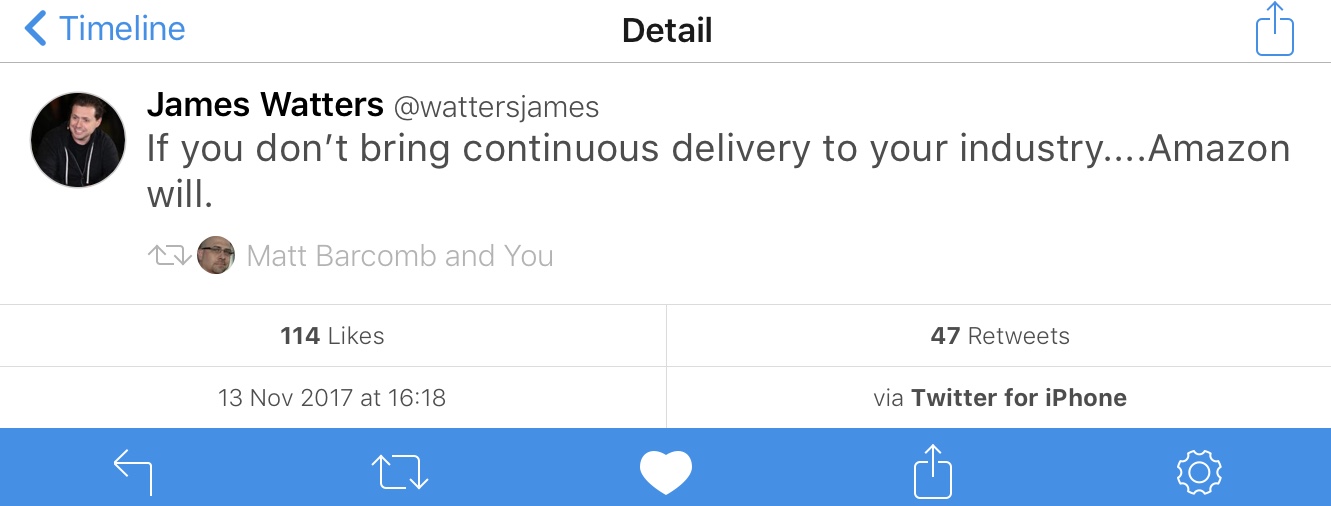 Timeline
Detail
James Watters @wattersjames
If you don’t bring continuous delivery to your industry....Amazon
will.
Matt Barcomb and You
114 Likes
47 Retweets
13 Nov 2017 at 16:18
via Twitter for iPhone